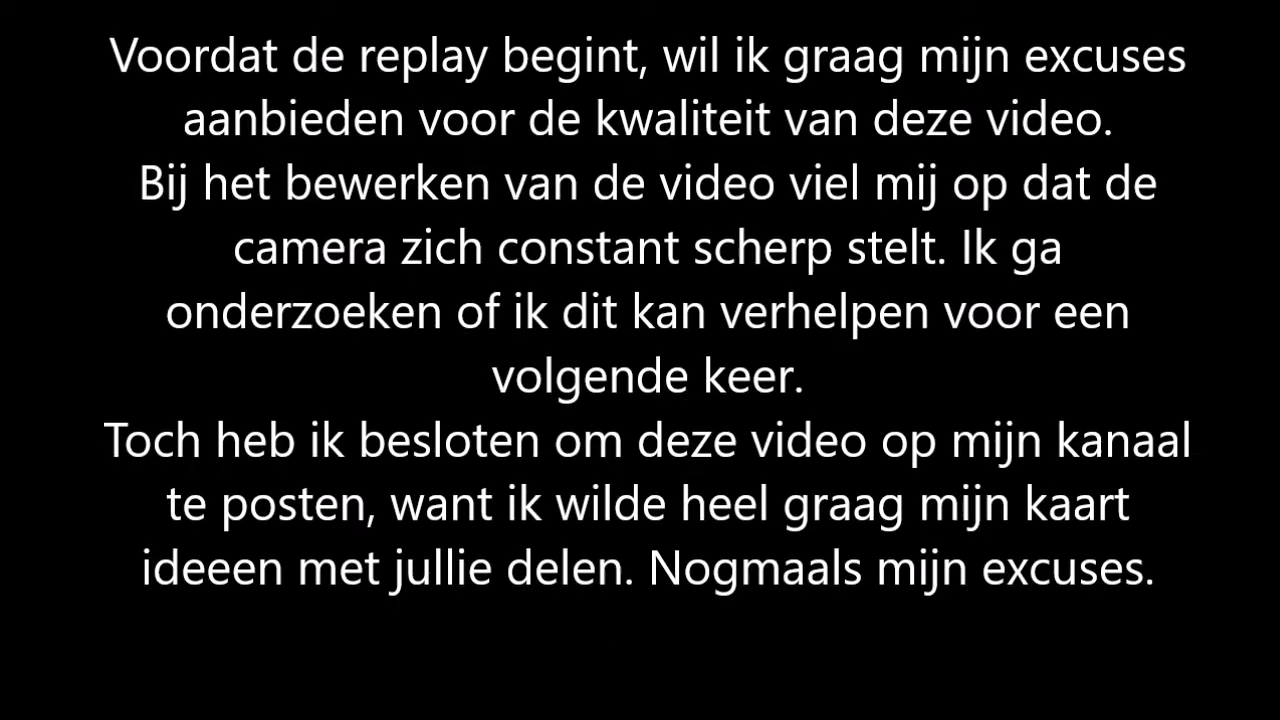 Voordat de replay begint, wil ik graag mijn excuses
aanbieden voor de kwaliteit van deze video.
Bij het bewerken van de video viel mij op dat de
camera zich constant scherp stelt. Ik ga
onderzoeken of ik dit kan verhelpen voor een
volgende keer.
Toch heb ik besloten om deze video op mijn kanaal
te posten, want ik wilde heel graag mijn kaart
ideeen met jullie delen. Nogmaals mijn excuses.